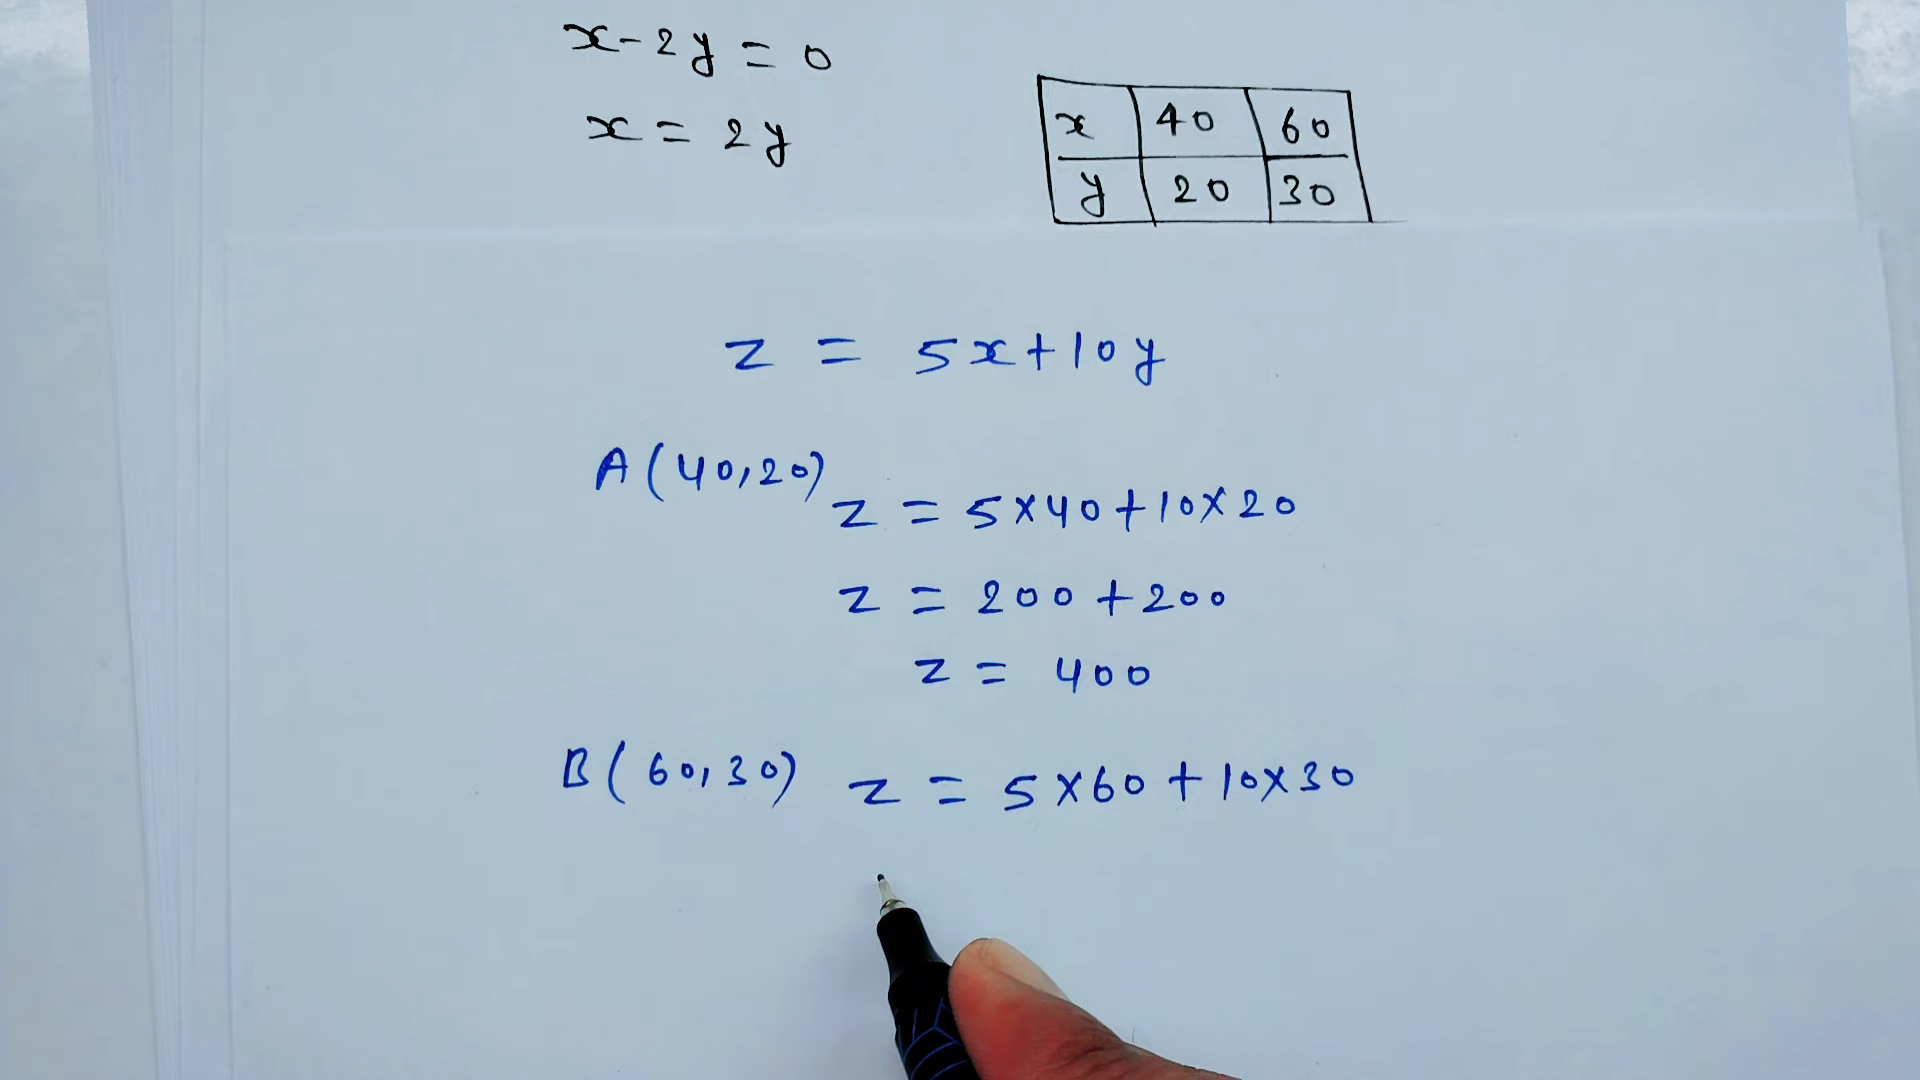 x-2y = 0
x = 2y
x 40 60
y 20 30
z = 5x+10y
A(40,20) z = 5×40+10×20
z = 200+200
z = 400
B(60,30) z = 5×60+10×30